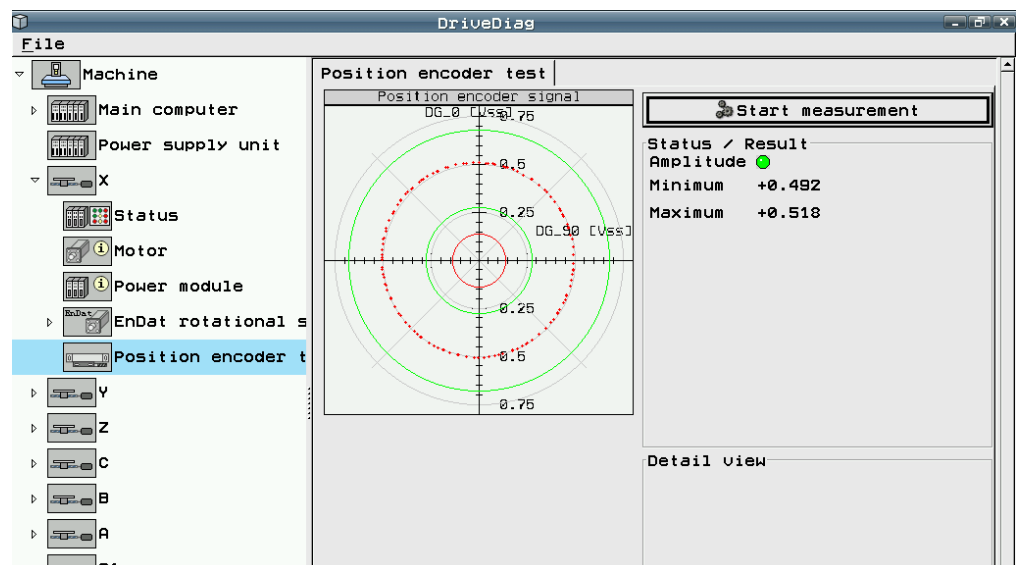 DriveDiag
File
Machine
Main computer
Power supply unit
X
Status
Motor
Power module
EnDat
EnDat rotational s
Position encoder t
Y
Z
C
B
A
Position encoder test
Position encoder signal
DG_0 [Vss]
0.75
0.5
0.25
DG_90 [Vss]
0.25
0.5
0.75
Start measurement
Status / Result
Amplitude
Minimum +0.492
Maximum +0.518
Detail view